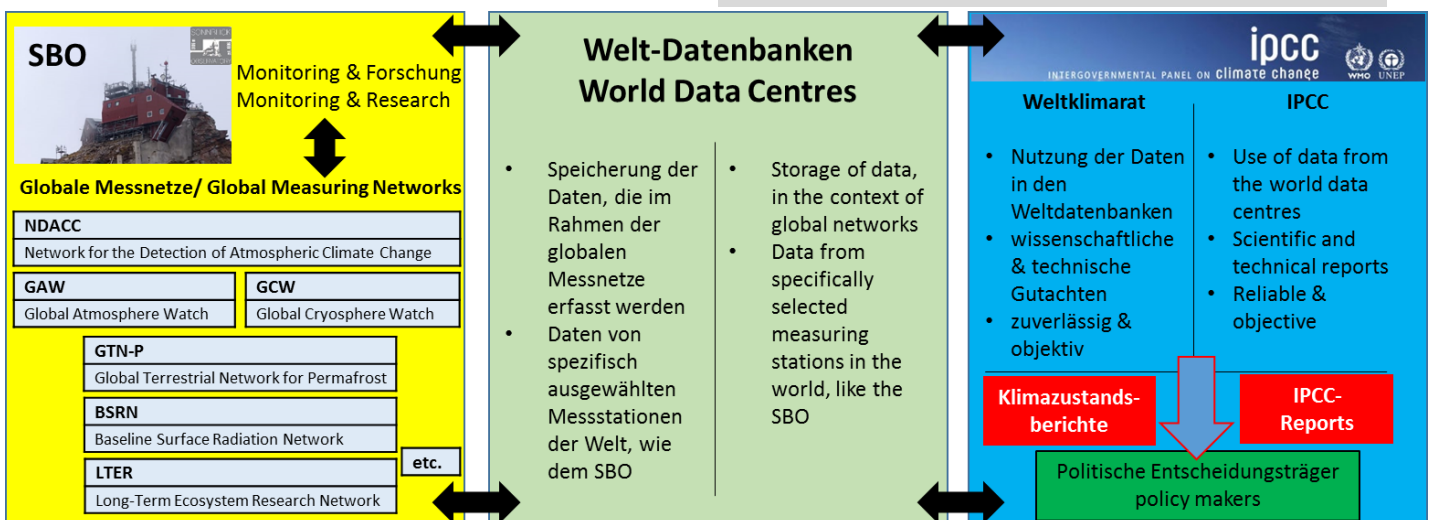 SBO
SONNBLICK
OBSERVATORIUM
Monitoring & Forschung
Monitoring & Research
Globale Messnetze/ Global Measuring Networks
NDACC
Network for the Detection of Atmospheric Climate Change
GAW
Global Atmosphere Watch
GCW
Global Cryosphere Watch
GTN-P
Global Terrestrial Network for Permafrost
BSRN
Baseline Surface Radiation Network
LTER
Long-Term Ecosystem Research Network
etc.
Welt-Datenbanken
World Data Centres
• Speicherung der
Daten, die im
Rahmen der
globalen
Messnetze
erfasst werden
• Daten von
spezifisch
ausgewählten
Messstationen
der Welt, wie
dem SBO
• Storage of data,
in the context of
global networks
• Data from
specifically
selected
measuring
stations in the
world, like the
SBO
ipcc
INTERGOVERNMENTAL PANEL ON climate change
WMO UNEP
Weltklimarat
• Nutzung der Daten
in den
Weltdatenbanken
• wissenschaftliche
& technische
Gutachten
• zuverlässig &
objektiv
IPCC
• Use of data from
the world data
centres
• Scientific and
technical reports
• Reliable &
objective
Klimazustands-
berichte
IPCC-
Reports
Politische Entscheidungsträger
policy makers